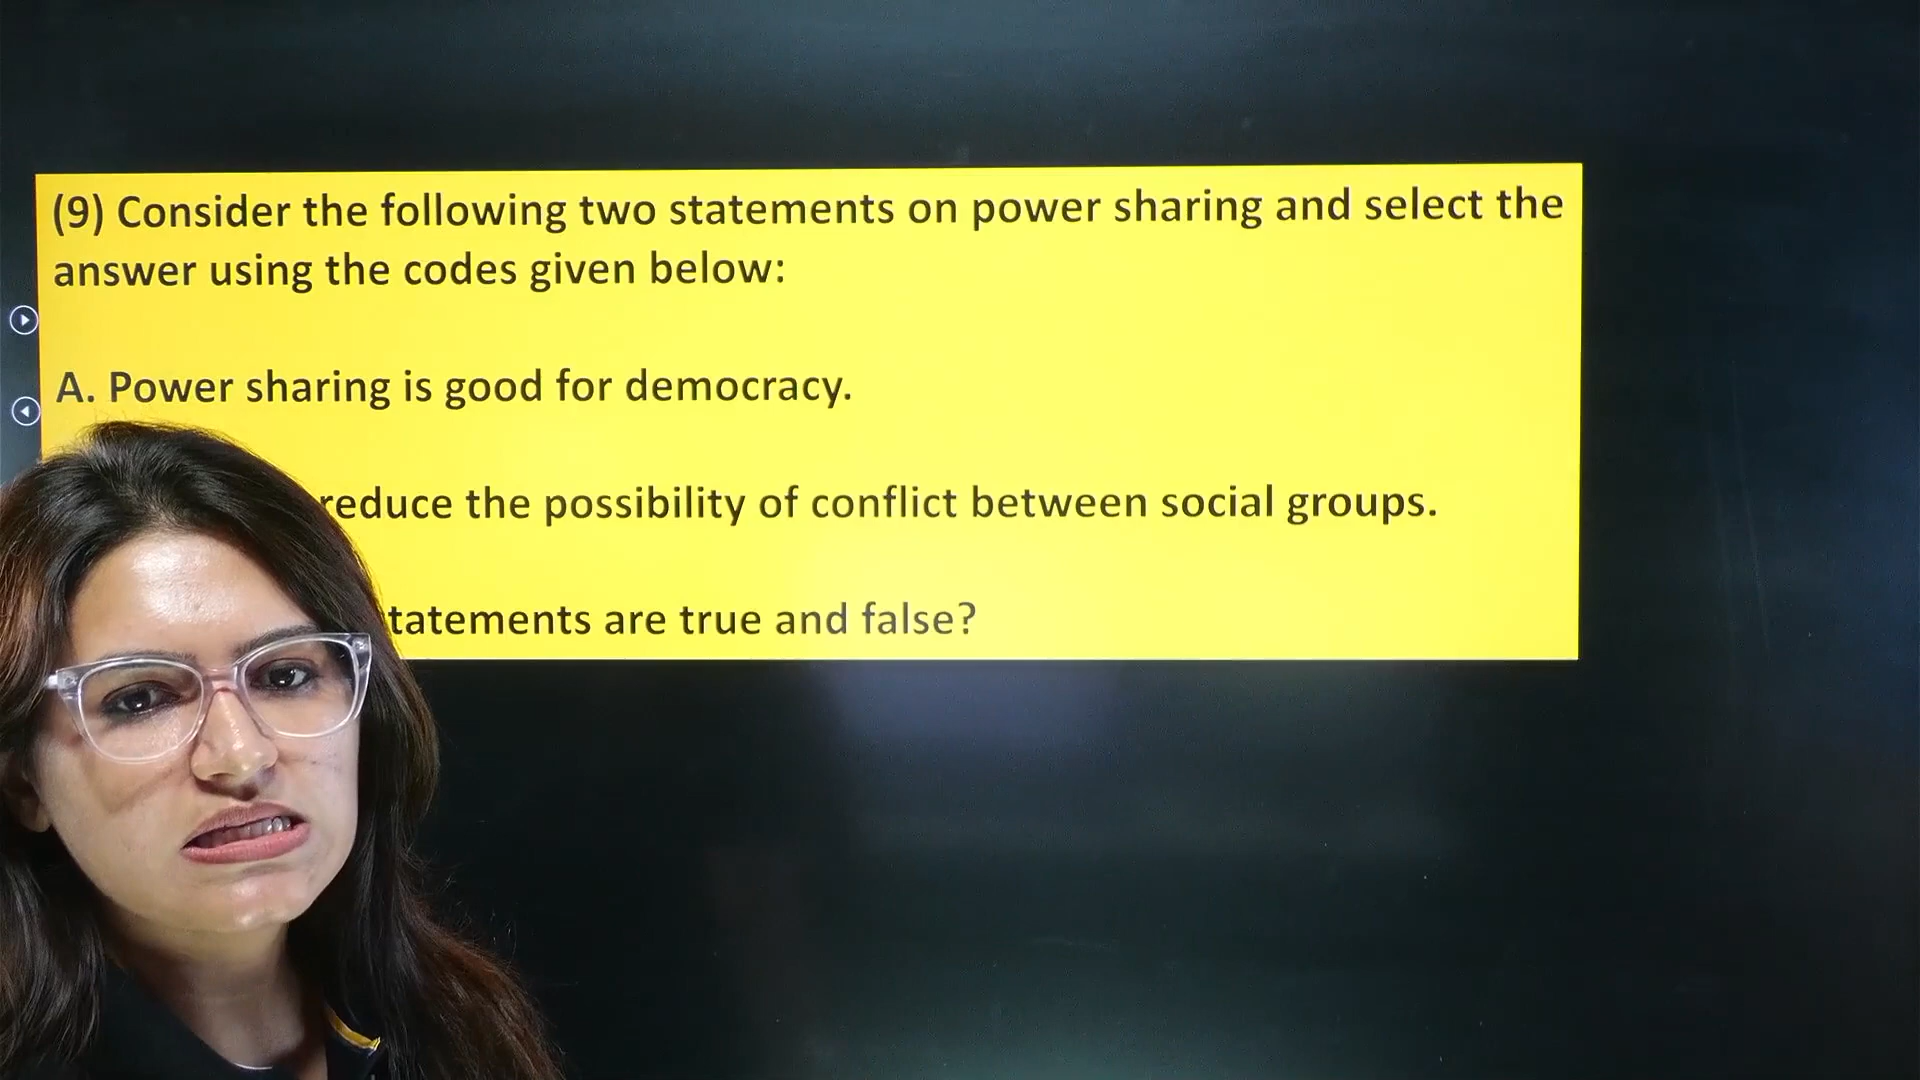 (9) Consider the following two statements on power sharing and select the
answer using the codes given below:
A. Power sharing is good for democracy.
reduce the possibility of conflict between social groups.
tatements are true and false?